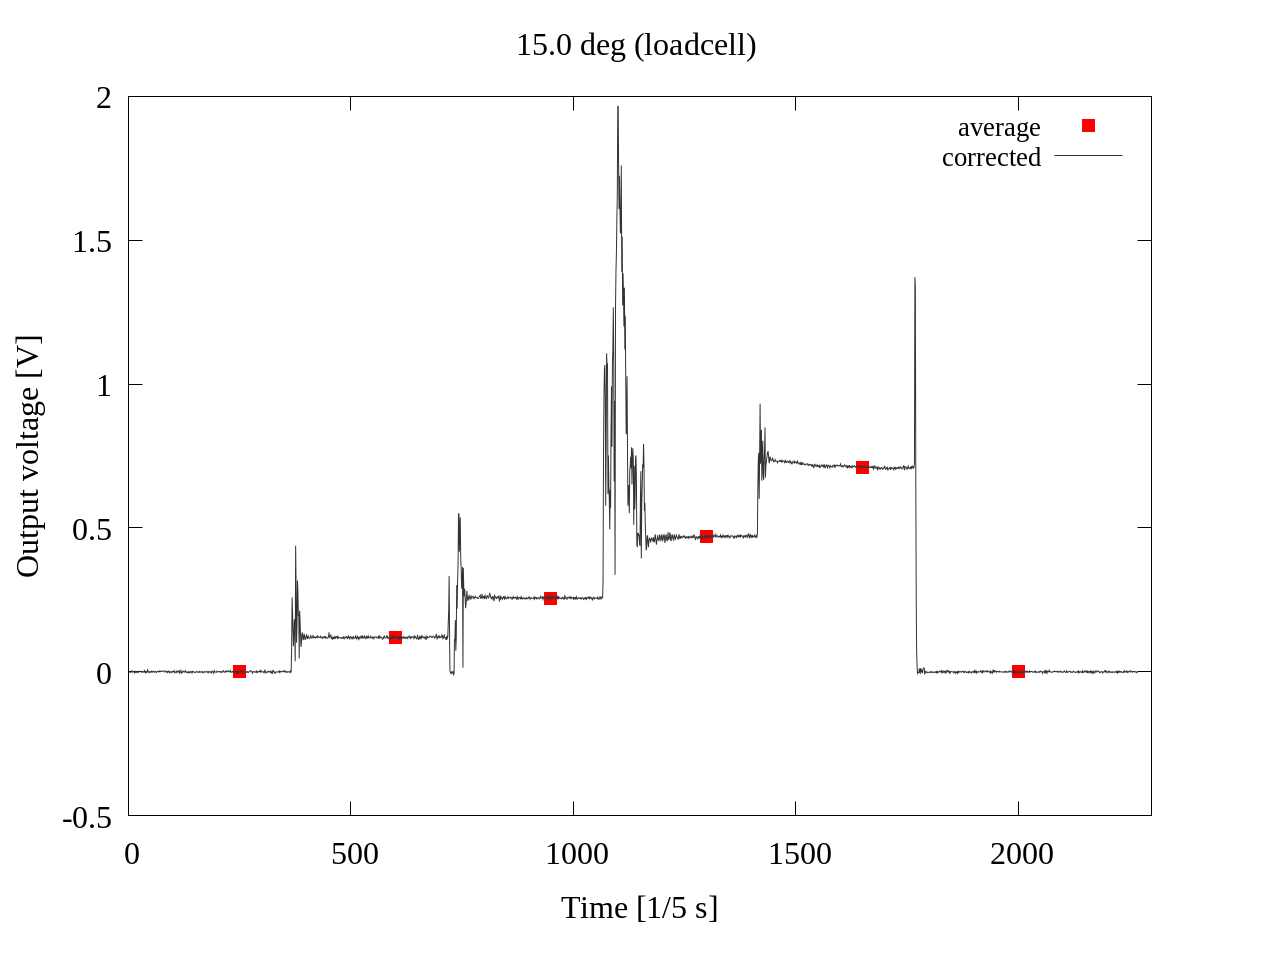 15.0 deg (loadcell)
2
1.5
1
0.5
0
-0.5
Output voltage [V]
average
corrected
0 500 1000 1500 2000
Time [1/5 s]